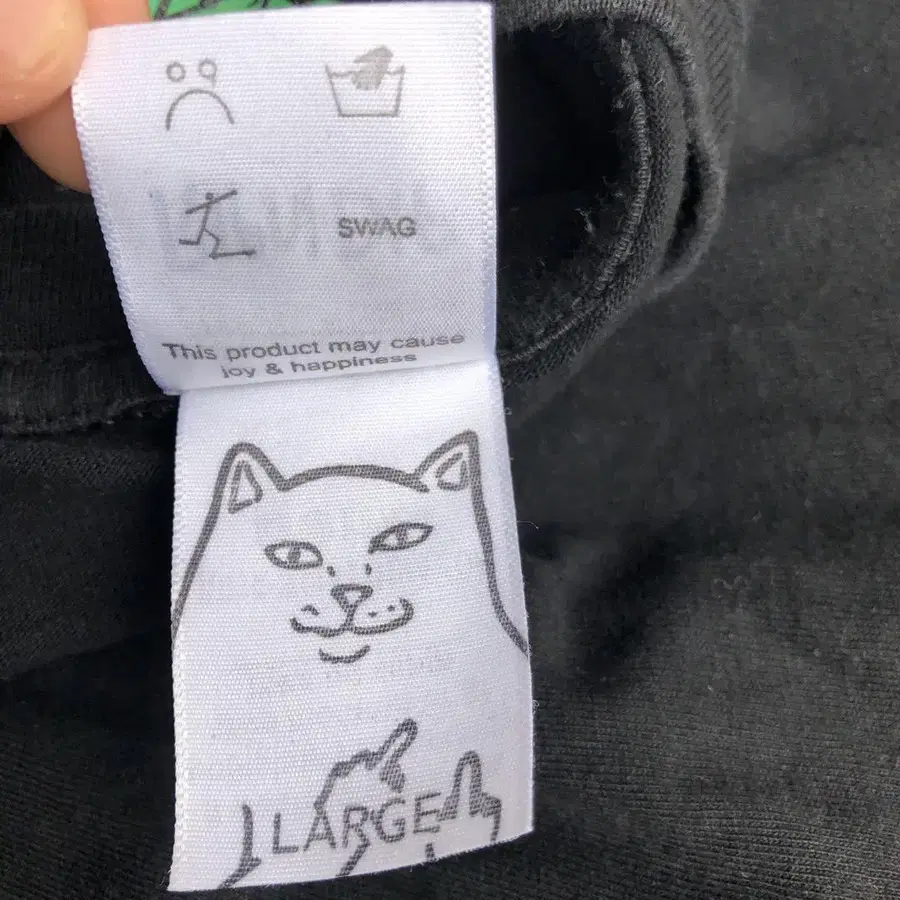 SWAG
This product may cause
joy & happiness
LARGE